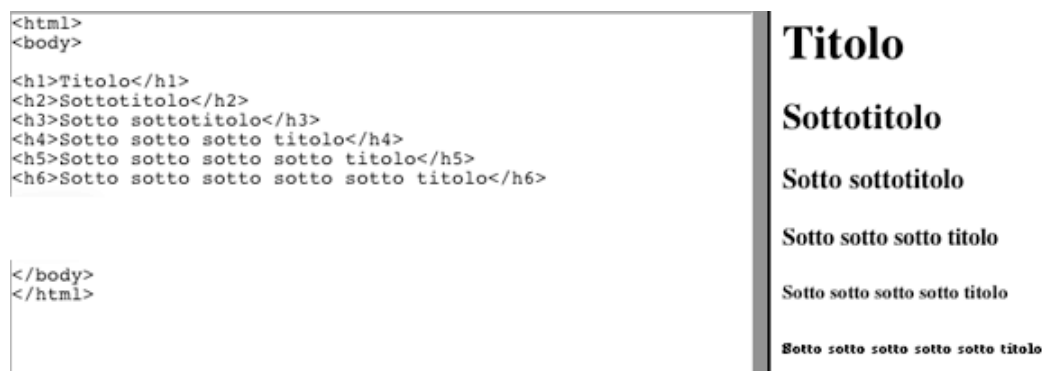 <html>
<body>
<h1>Titolo</h1>
<h2>Sottotitolo</h2>
<h3>Sotto sottotitolo</h3>
<h4>Sotto sotto sotto titolo</h4>
<h5>Sotto sotto sotto sotto titolo</h5>
<h6>Sotto sotto sotto sotto sotto titolo</h6>
</body>
</html>
Titolo
Sottotitolo
Sotto sottotitolo
Sotto sotto sotto titolo
Sotto sotto sotto sotto titolo
Sotto sotto sotto sotto sotto titolo